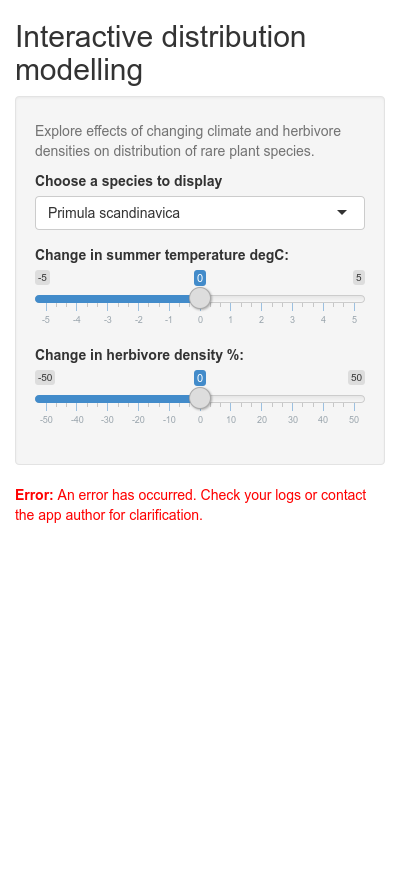 Interactive distribution
modelling
Explore effects of changing climate and herbivore
densities on distribution of rare plant species.
Choose a species to display
Primula scandinavica
Change in summer temperature degC:
-5 0 5
-5 -4 -3 -2 -1 0 1 2 3 4 5
Change in herbivore density %:
-50 0 50
-50 -40 -30 -20 -10 0 10 20 30 40 50
Error: An error has occurred. Check your logs or contact
the app author for clarification.